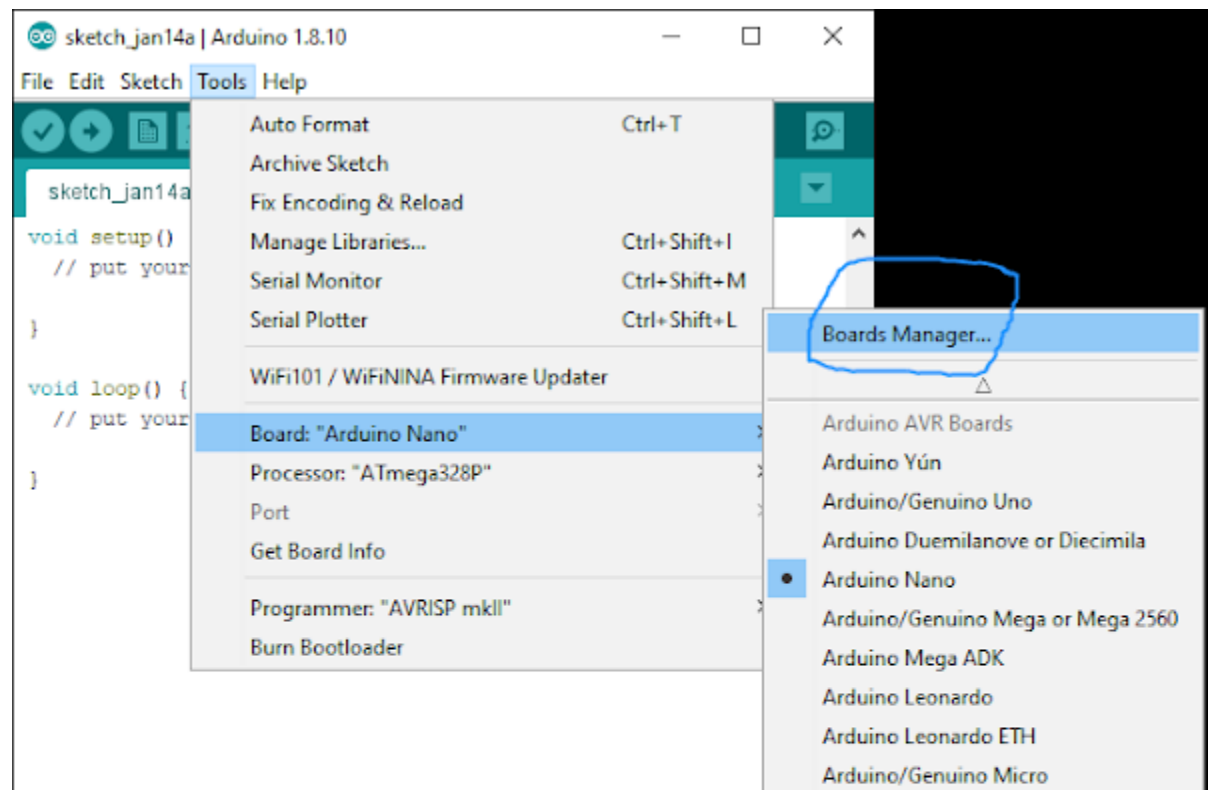 sketch_jan14a | Arduino 1.8.10
File Edit Sketch Tools Help
sketch_jan14a
void setup()
// put your
}
void loop() {
// put your
}
Auto Format Ctrl+T
Archive Sketch
Fix Encoding & Reload
Manage Libraries... Ctrl+Shift+I
Serial Monitor Ctrl+Shift+M
Serial Plotter Ctrl+Shift+L
WiFi101 / WiFiNINA Firmware Updater
Board: "Arduino Nano"
Processor: "ATmega328P"
Port
Get Board Info
Programmer: "AVRISP mkII"
Burn Bootloader
Boards Manager...
Arduino AVR Boards
Arduino Yún
Arduino/Genuino Uno
Arduino Duemilanove or Diecimila
Arduino Nano
Arduino/Genuino Mega or Mega 2560
Arduino Mega ADK
Arduino Leonardo
Arduino Leonardo ETH
Arduino/Genuino Micro